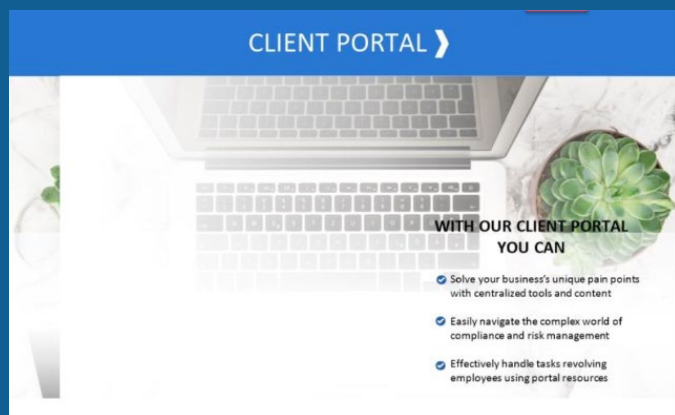 CLIENT PORTAL ❯
WITH OUR CLIENT PORTAL
YOU CAN
Solve your business's unique pain points
with centralized tools and content
Easily navigate the complex world of
compliance and risk management
Effectively handle tasks revolving
employees using portal resources